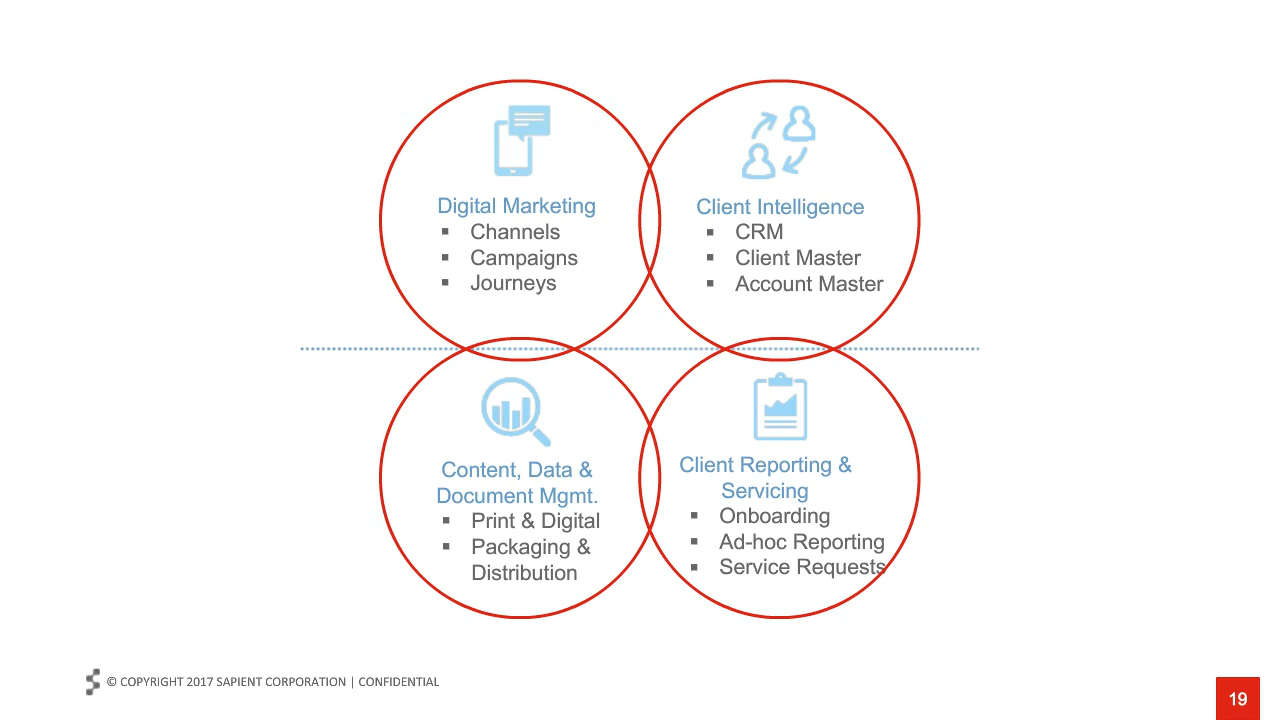 Digital Marketing
▪ Channels
▪ Campaigns
▪ Journeys
Client Intelligence
▪ CRM
▪ Client Master
▪ Account Master
Content, Data &
Document Mgmt.
▪ Print & Digital
▪ Packaging &
Distribution
Client Reporting &
Servicing
▪ Onboarding
▪ Ad-hoc Reporting
▪ Service Requests
© COPYRIGHT 2017 SAPIENT CORPORATION | CONFIDENTIAL
19